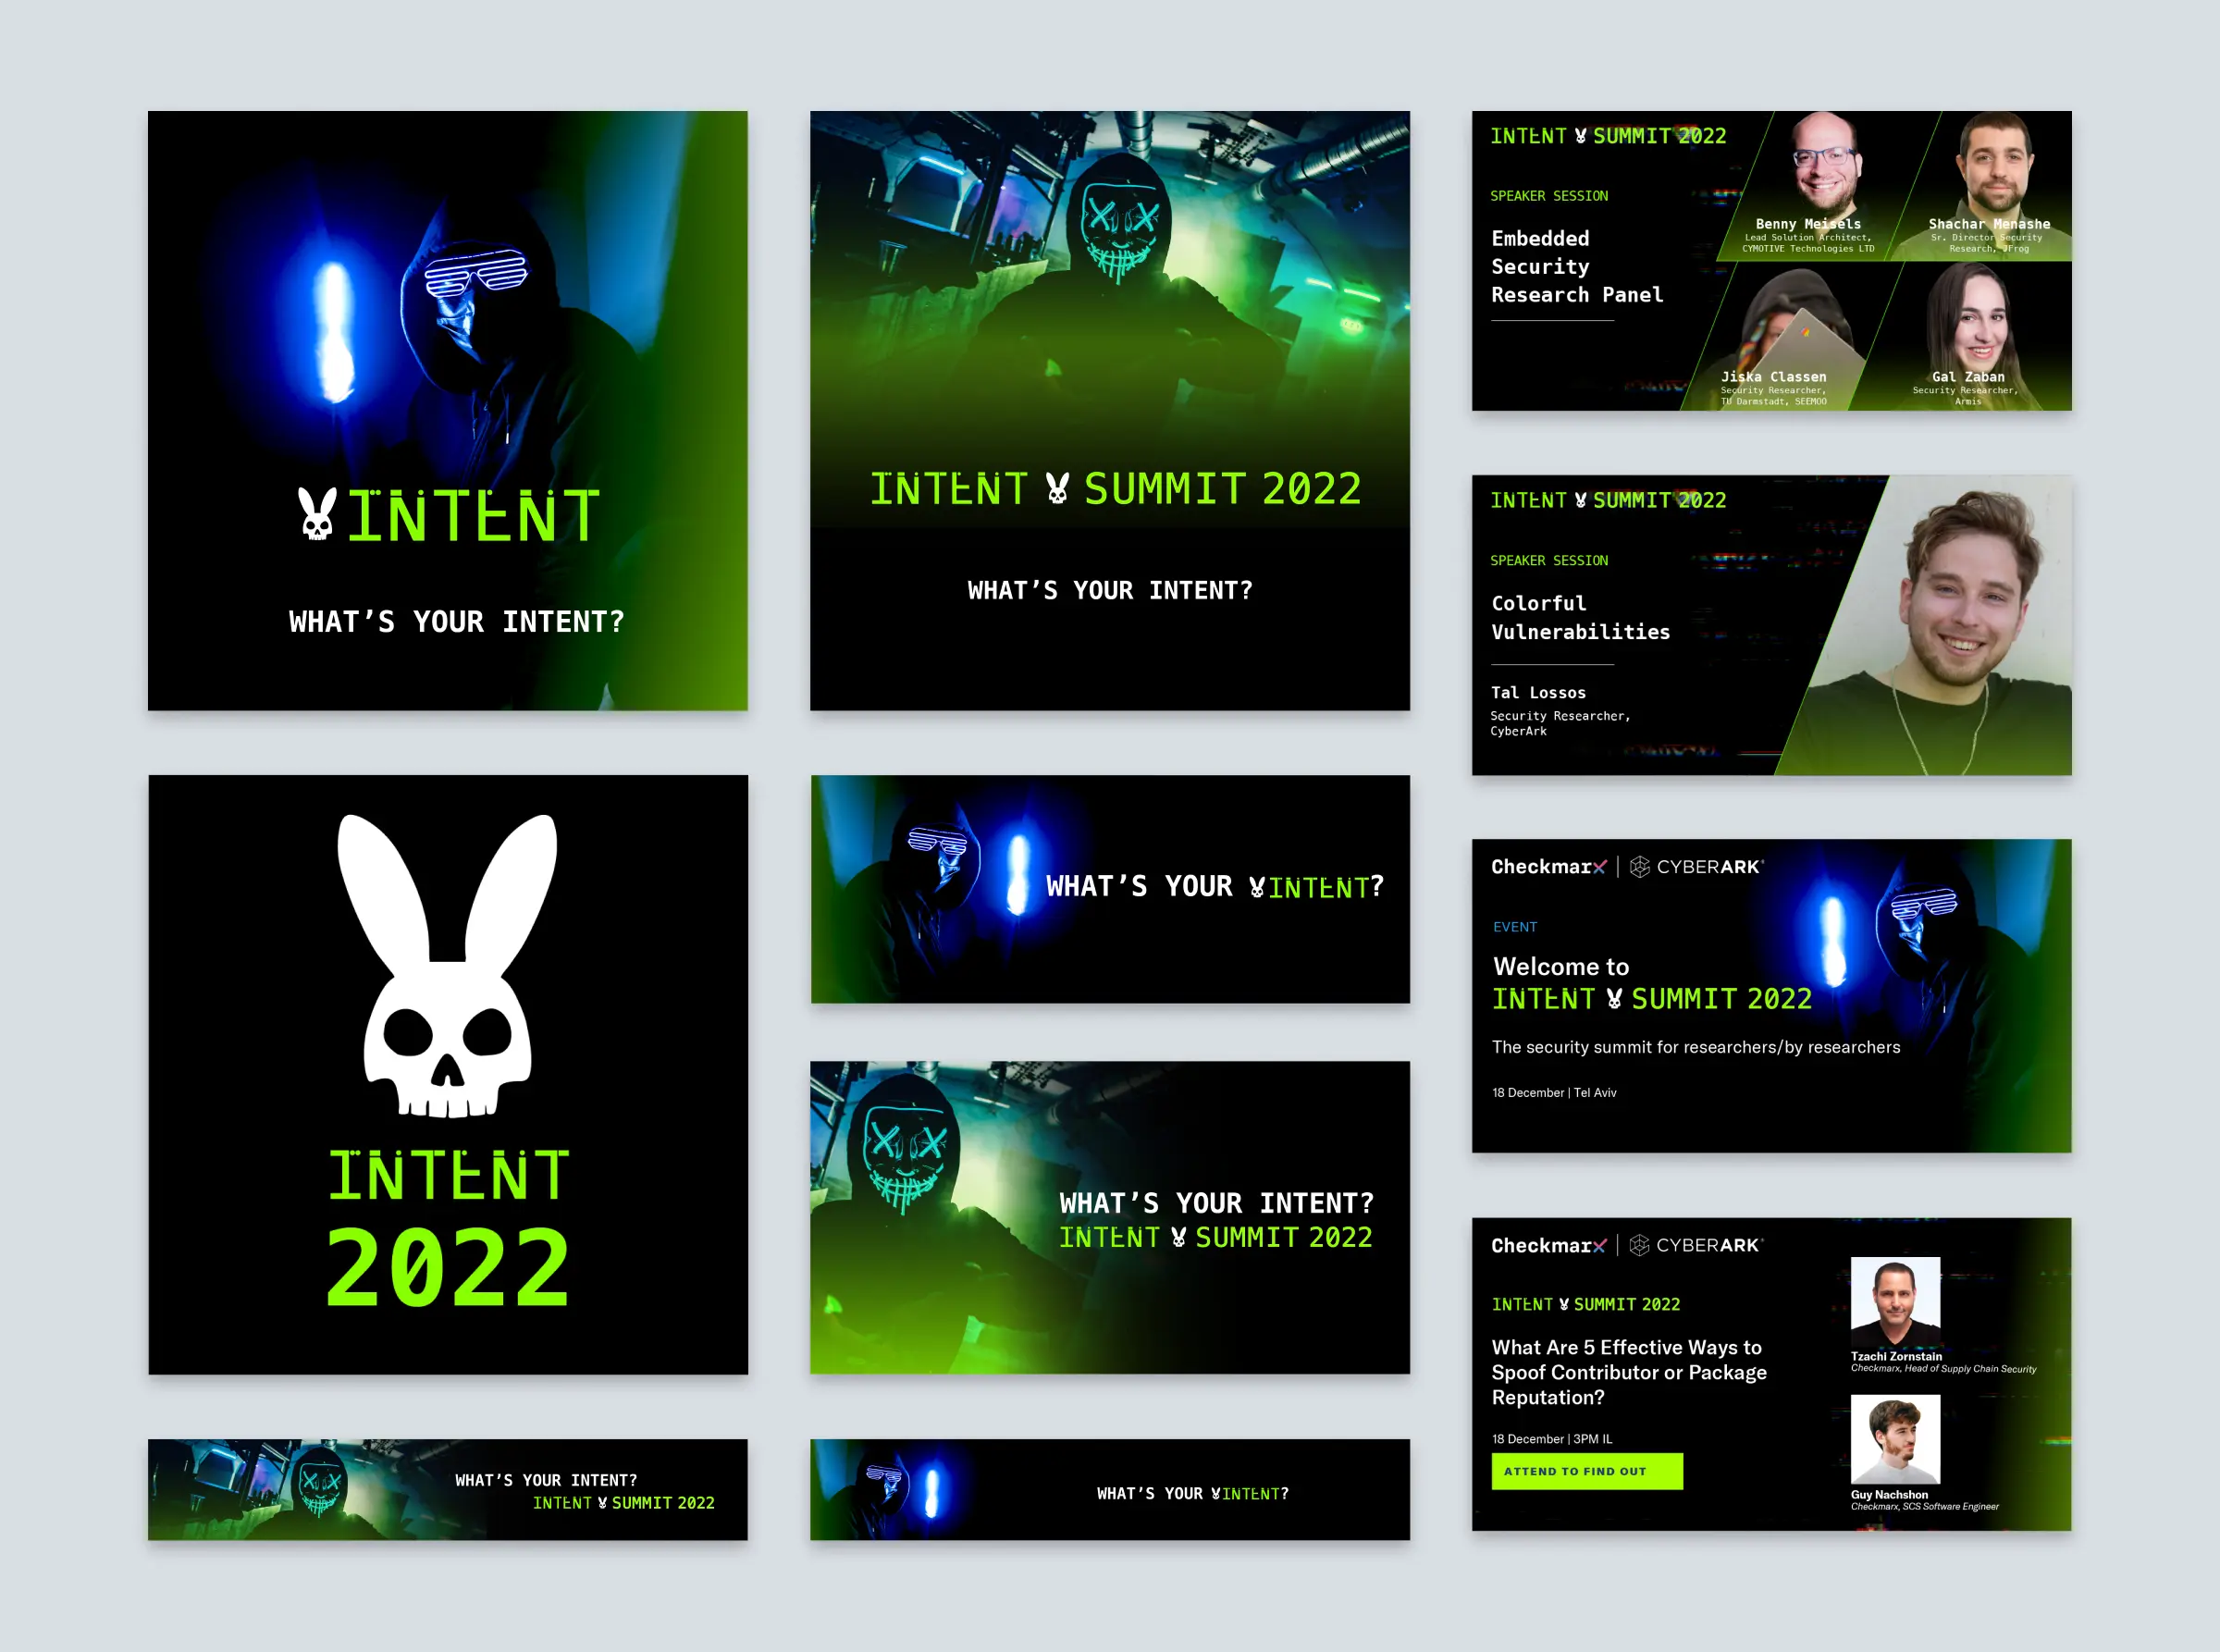 INTENT
WHAT'S YOUR INTENT?
INTENT SUMMIT 2022
WHAT'S YOUR INTENT?
INTENT SUMMIT 2022
SPEAKER SESSION
Embedded
Security
Research Panel
Benny Meisels
Lead Solution Architect,
CYMOTIVE Technologies LTD
Shachar Menashe
Sr. Director Security
Research, JFrog
Jiska Classen
Security Researcher,
TU Darmstadt, SEEMOO
Gal Zaban
Security Researcher,
Armis
INTENT SUMMIT 2022
SPEAKER SESSION
Colorful
Vulnerabilities
Tal Lossos
Security Researcher,
CyberArk
INTENT
2022
WHAT'S YOUR INTENT?
WHAT'S YOUR INTENT?
INTENT SUMMIT 2022
Checkmarx | CYBERARK®
EVENT
Welcome to
INTENT SUMMIT 2022
The security summit for researchers/by researchers
18 December | Tel Aviv
Checkmarx | CYBERARK®
INTENT SUMMIT 2022
What Are 5 Effective Ways to
Spoof Contributor or Package
Reputation?
18 December | 3PM IL
ATTEND TO FIND OUT
Tzachi Zornstain
Checkmarx, Head of Supply Chain Security
Guy Nachshon
Checkmarx, SCS Software Engineer
WHAT'S YOUR INTENT?
INTENT SUMMIT 2022
WHAT'S YOUR INTENT?